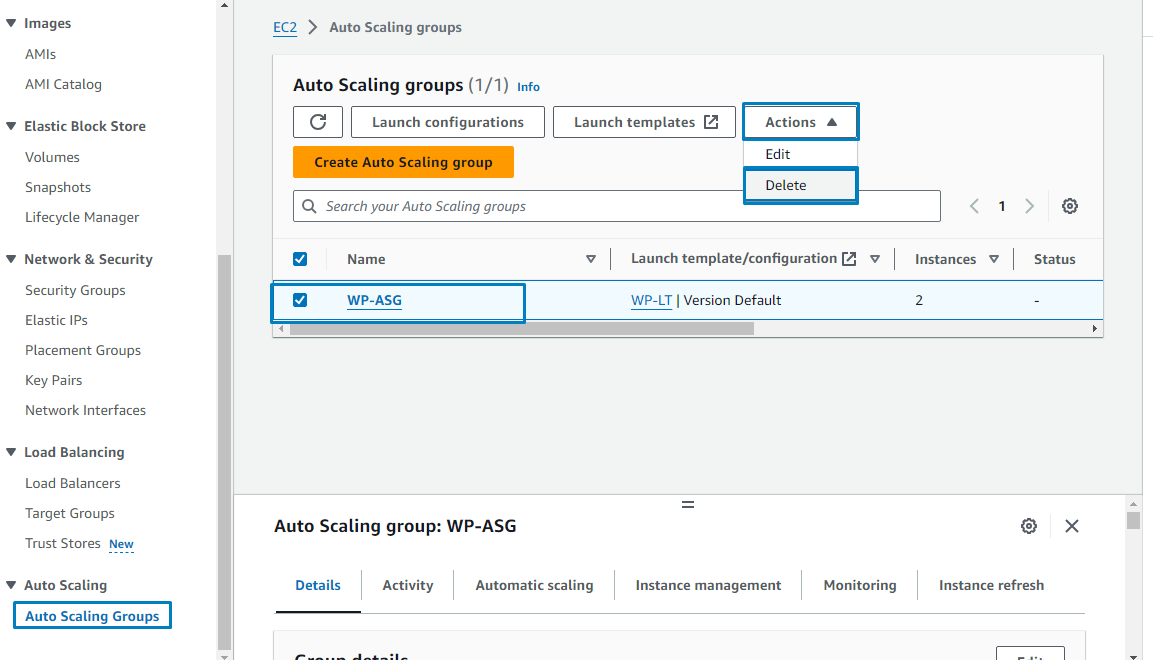 Images
AMIs
AMI Catalog
Elastic Block Store
Volumes
Snapshots
Lifecycle Manager
Network & Security
Security Groups
Elastic IPs
Placement Groups
Key Pairs
Network Interfaces
Load Balancing
Load Balancers
Target Groups
Trust Stores New
Auto Scaling
Auto Scaling Groups
EC2 > Auto Scaling groups
Auto Scaling groups (1/1) Info
Launch configurations Launch templates Actions
Edit
Delete
Create Auto Scaling group
Search your Auto Scaling groups
1
Name Launch template/configuration Instances Status
WP-ASG WP-LT | Version Default 2 -
Auto Scaling group: WP-ASG
Details Activity Automatic scaling Instance management Monitoring Instance refresh
Group details Edit